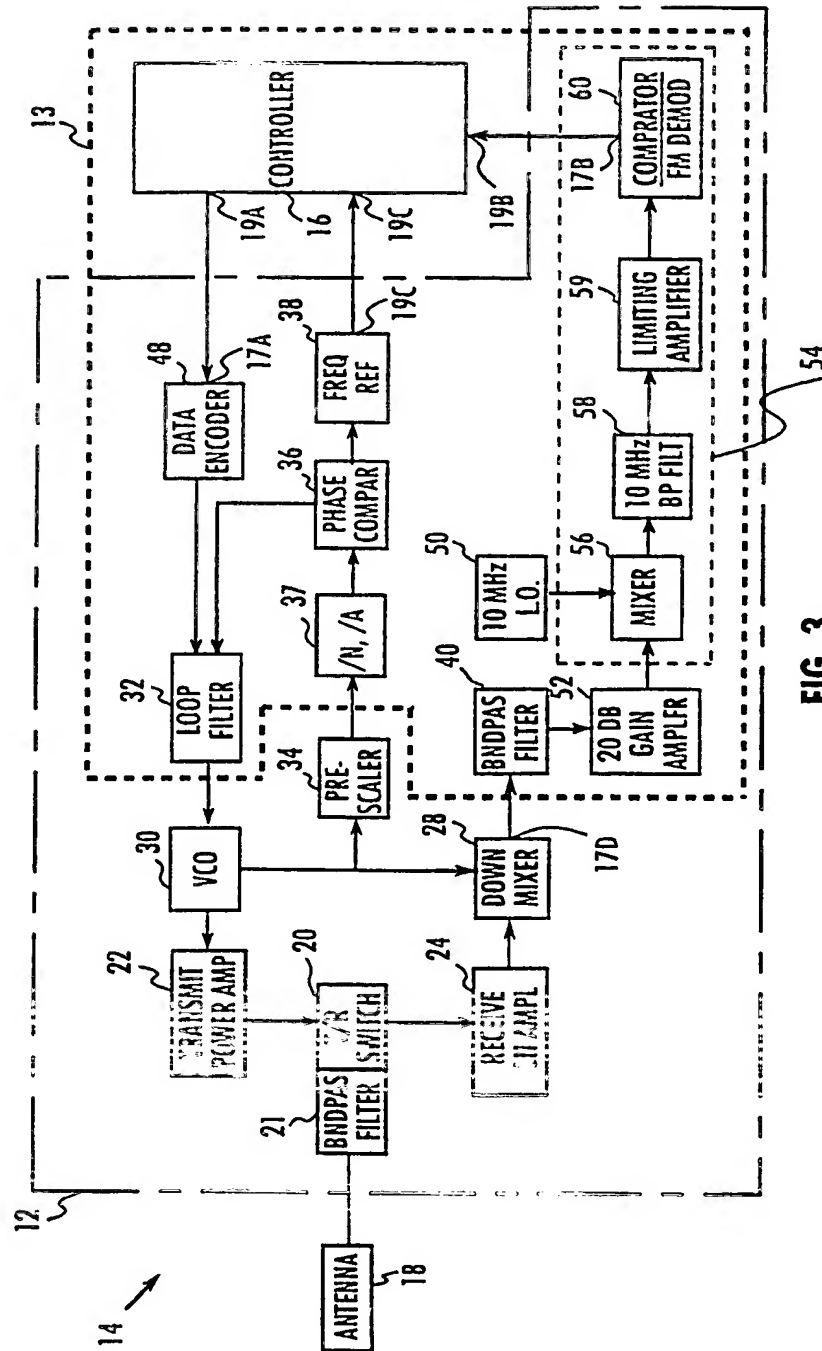 14
12
13
ANTENNA
18
21
BNDPAS
FILTER
20
T/R
SWITCH
22
TRANSMIT
POWER AMP
24
RECEIVE
AMPL
30
VCO
28
DOWN
MIXER
17D
32
LOOP
FILTER
34
PRE-
SCALER
37
/N, /A
36
PHASE
COMPAR
38
FREQ
REF
19C
48
DATA
ENCODER
17A
19A
16
19C
CONTROLLER
19B
40
BNDPAS
FILTER
52
20 DB
GAIN
AMPLFR
50
10 MHz
L.O.
56
MIXER
58
10 MHz
BP FILT
59
LIMITING
AMPLIFIER
17B
60
COMPRATOR
FM DEMOD
54
FIG. 3